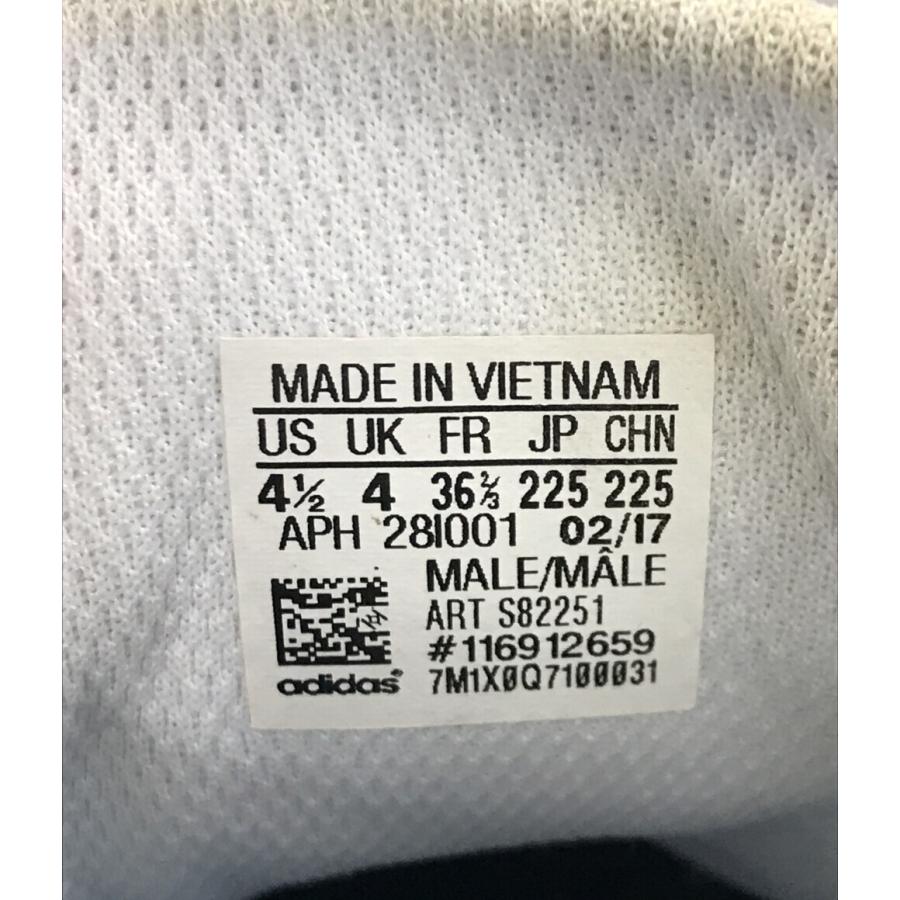 MADE IN VIETNAM
US UK FR JP CHN
4½ 4 36⅔ 225 225
APH 28I001 02/17
MALE/MÂLE
ART S82251
#116912659
adidas® 7M1X0Q7100031